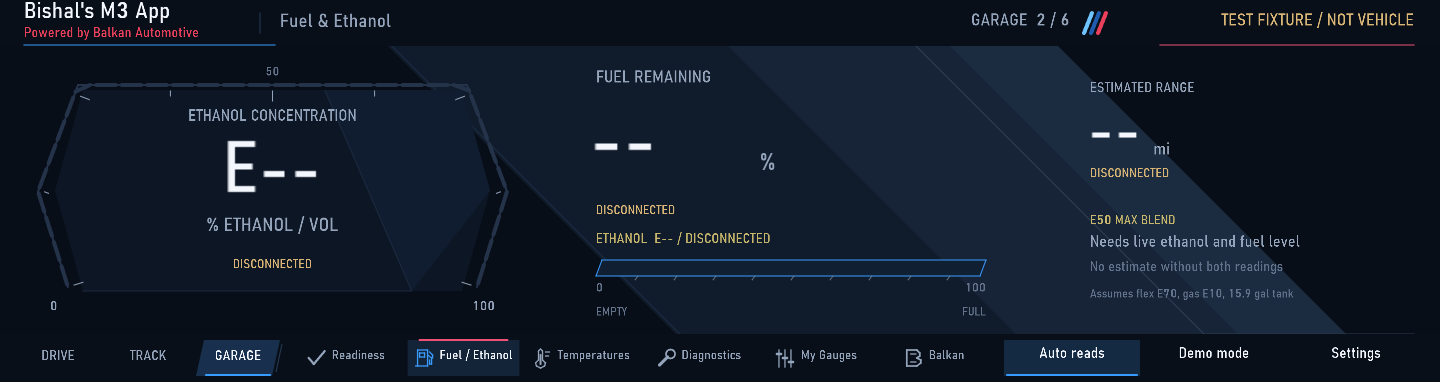 Bishal's M3 App
Powered by Balkan Automotive
Fuel & Ethanol
GARAGE 2 / 6
TEST FIXTURE / NOT VEHICLE
50
ETHANOL CONCENTRATION
E--
% ETHANOL / VOL
DISCONNECTED
0
100
FUEL REMAINING
--
%
DISCONNECTED
ETHANOL E-- / DISCONNECTED
0
100
EMPTY
FULL
ESTIMATED RANGE
-- mi
DISCONNECTED
E50 MAX BLEND
Needs live ethanol and fuel level
No estimate without both readings
Assumes flex E70, gas E10, 15.9 gal tank
DRIVE
TRACK
GARAGE
Readiness
Fuel / Ethanol
Temperatures
Diagnostics
My Gauges
Balkan
Auto reads
Demo mode
Settings